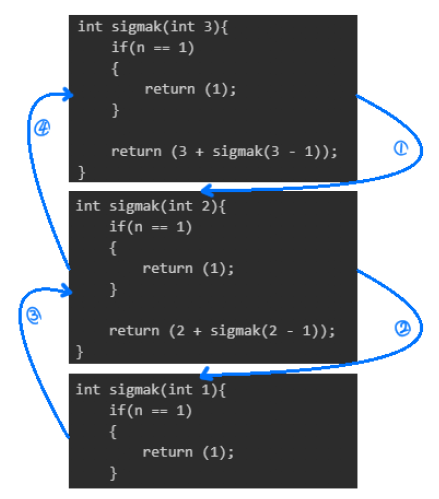 int sigmak(int 3){
if(n == 1)
{
return (1);
}
return (3 + sigmak(3 - 1));
}
①
④
int sigmak(int 2){
if(n == 1)
{
return (1);
}
return (2 + sigmak(2 - 1));
}
②
③
int sigmak(int 1){
if(n == 1)
{
return (1);
}